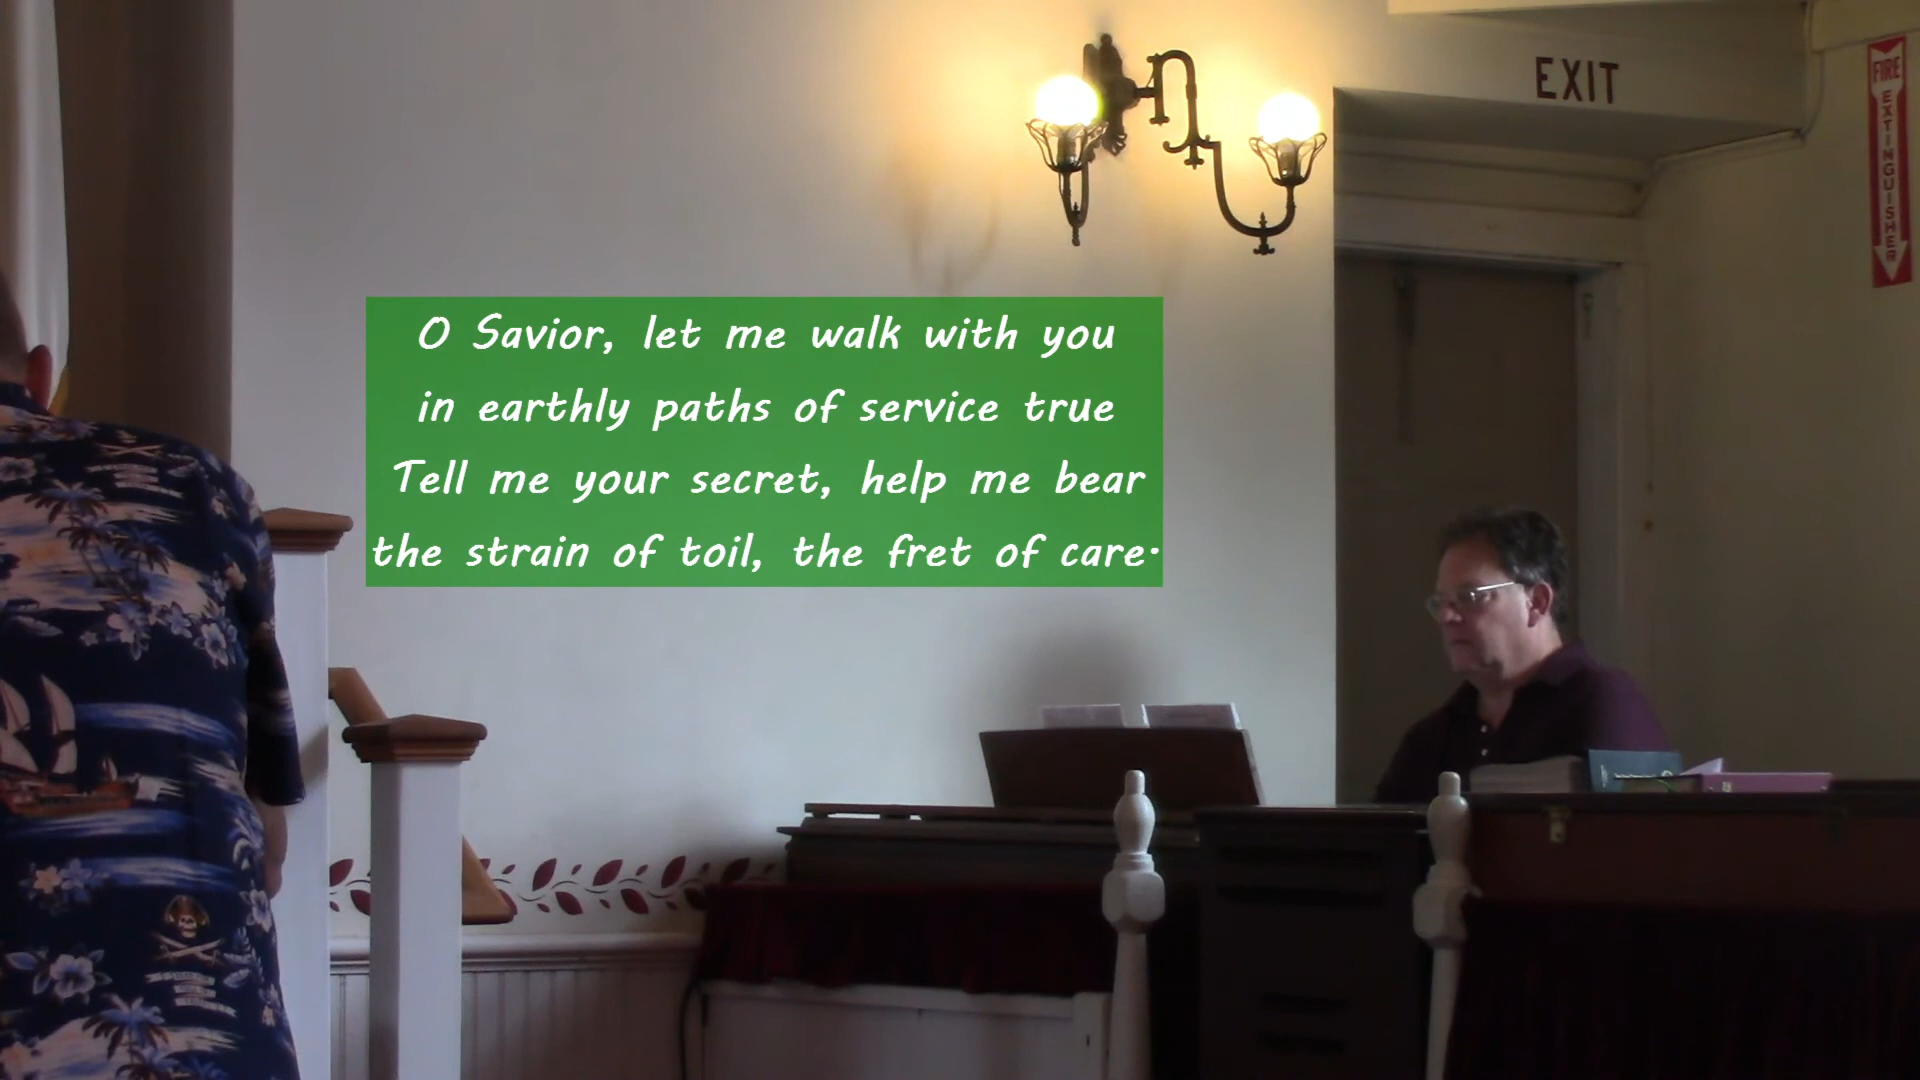 O Savior, let me walk with you
in earthly paths of service true
Tell me your secret, help me bear
the strain of toil, the fret of care.
EXIT
FIRE
EXTINGUISHER